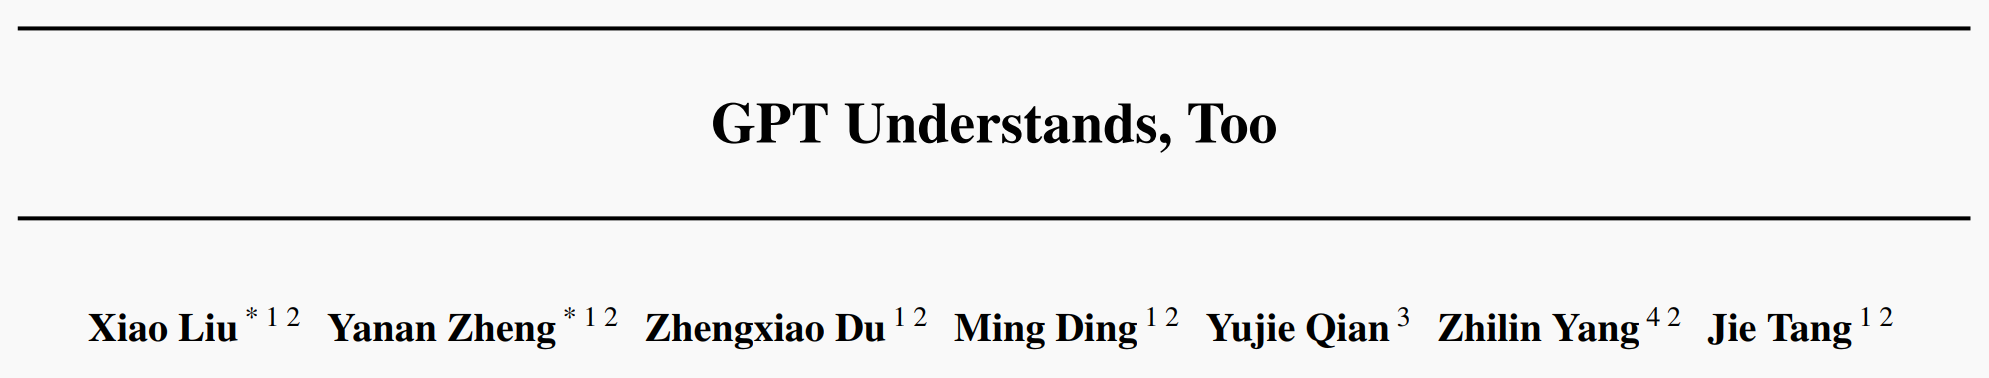 GPT Understands, Too
Xiao Liu * 1 2 Yanan Zheng * 1 2 Zhengxiao Du 1 2 Ming Ding 1 2 Yujie Qian 3 Zhilin Yang 4 2 Jie Tang 1 2